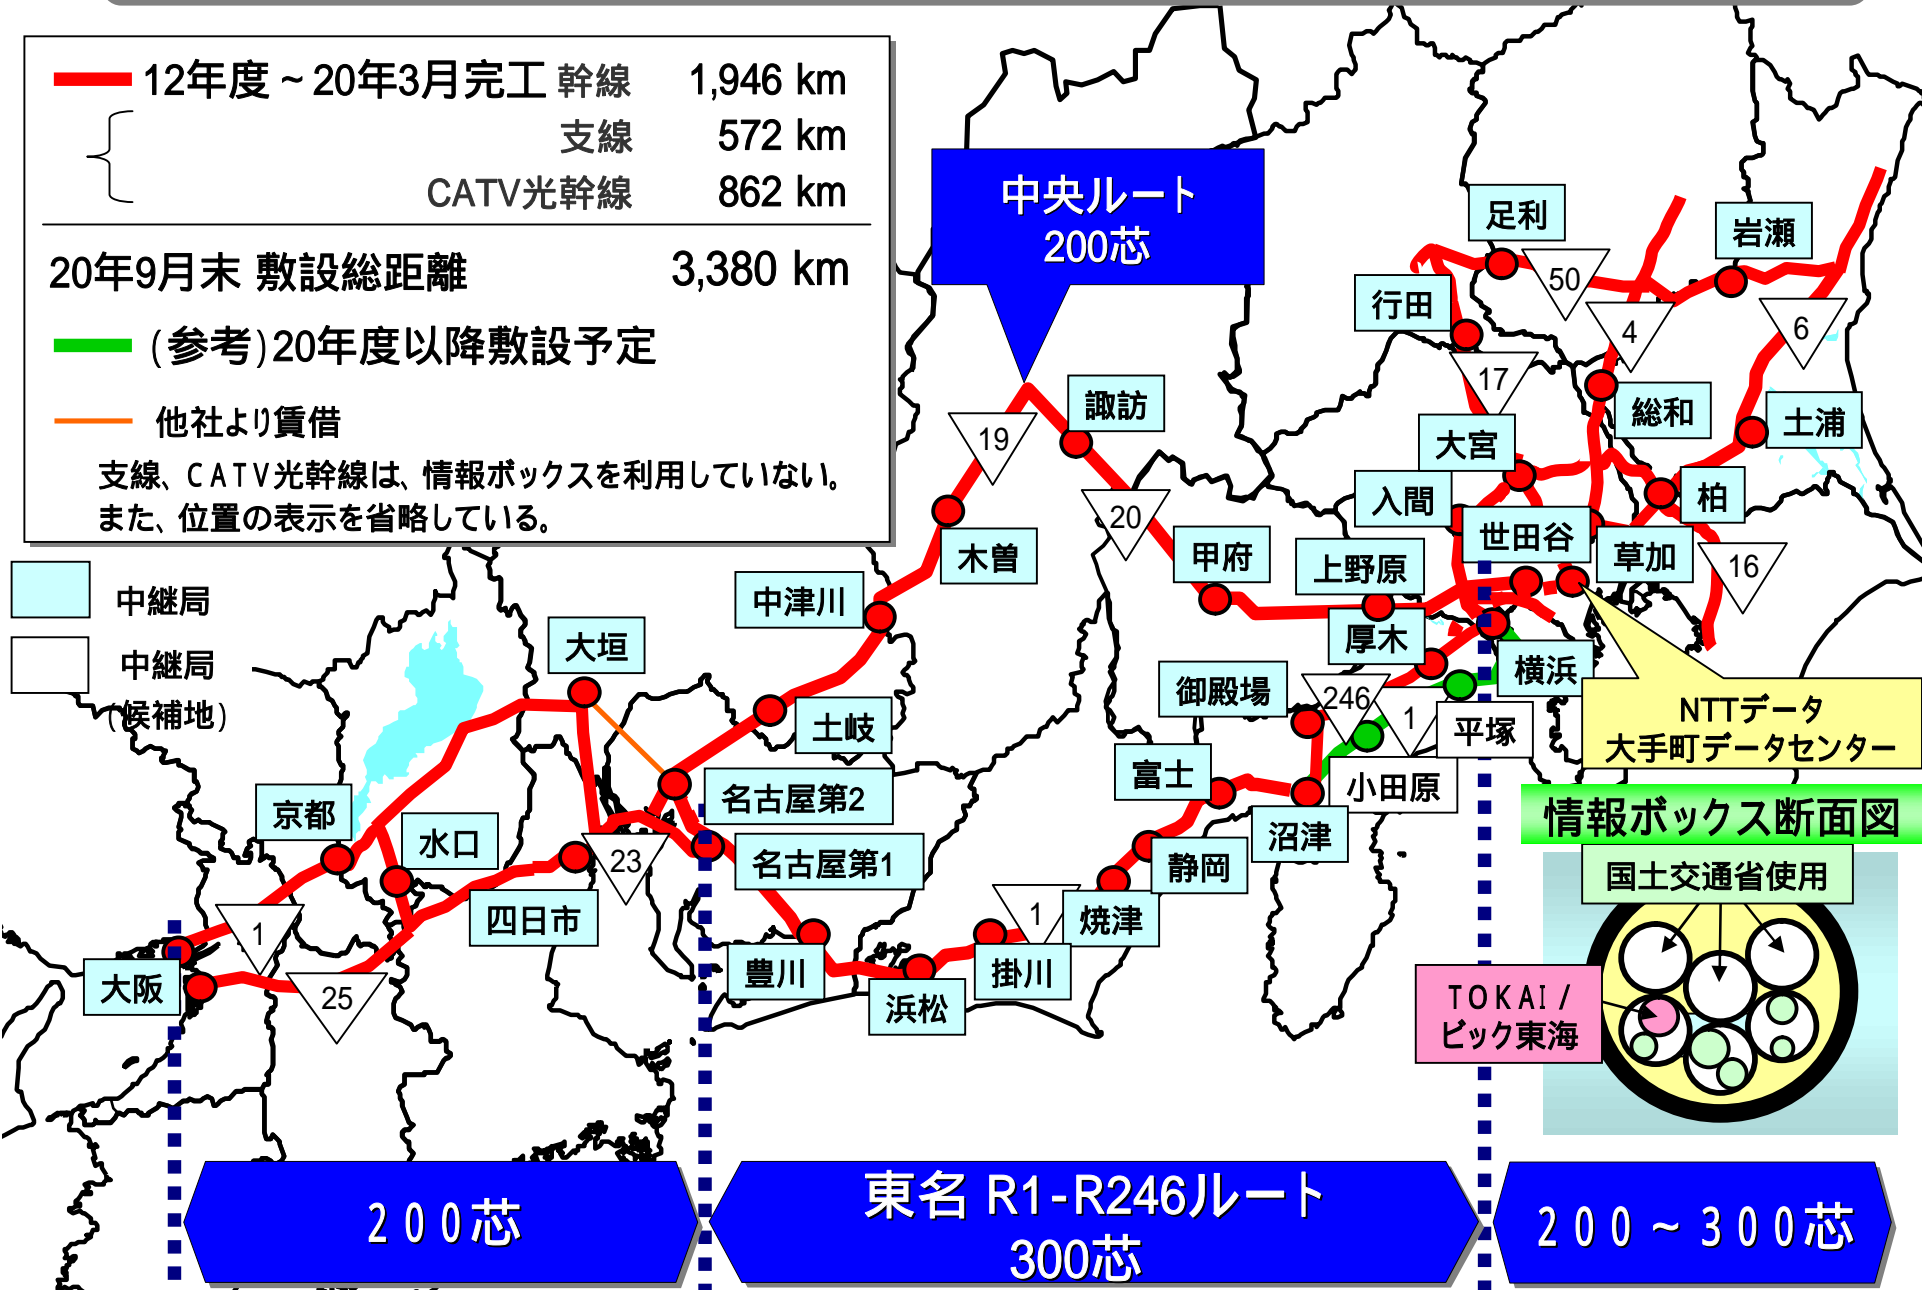 12年度～20年3月完工 幹線 1,946 km
支線 572 km
CATV光幹線 862 km
20年9月末 敷設総距離 3,380 km
(参考)20年度以降敷設予定
他社より賃借
支線、CATV光幹線は、情報ボックスを利用していない。
また、位置の表示を省略している。
中継局
中継局
(候補地)
中央ルート
200芯
足利
岩瀬
50
行田
4
6
17
諏訪
総和
土浦
19
大宮
入間
柏
20
世田谷
木曽
甲府
上野原
草加
16
中津川
大垣
厚木
横浜
御殿場
246
1
土岐
平塚
NTTデータ
大手町データセンター
富士
小田原
名古屋第2
京都
水口
沼津
情報ボックス断面図
名古屋第1
静岡
23
国土交通省使用
四日市
1
1
焼津
大阪
25
豊川
掛川
浜松
TOKAI/
ビック東海
200芯
東名 R1-R246ルート
300芯
200～300芯